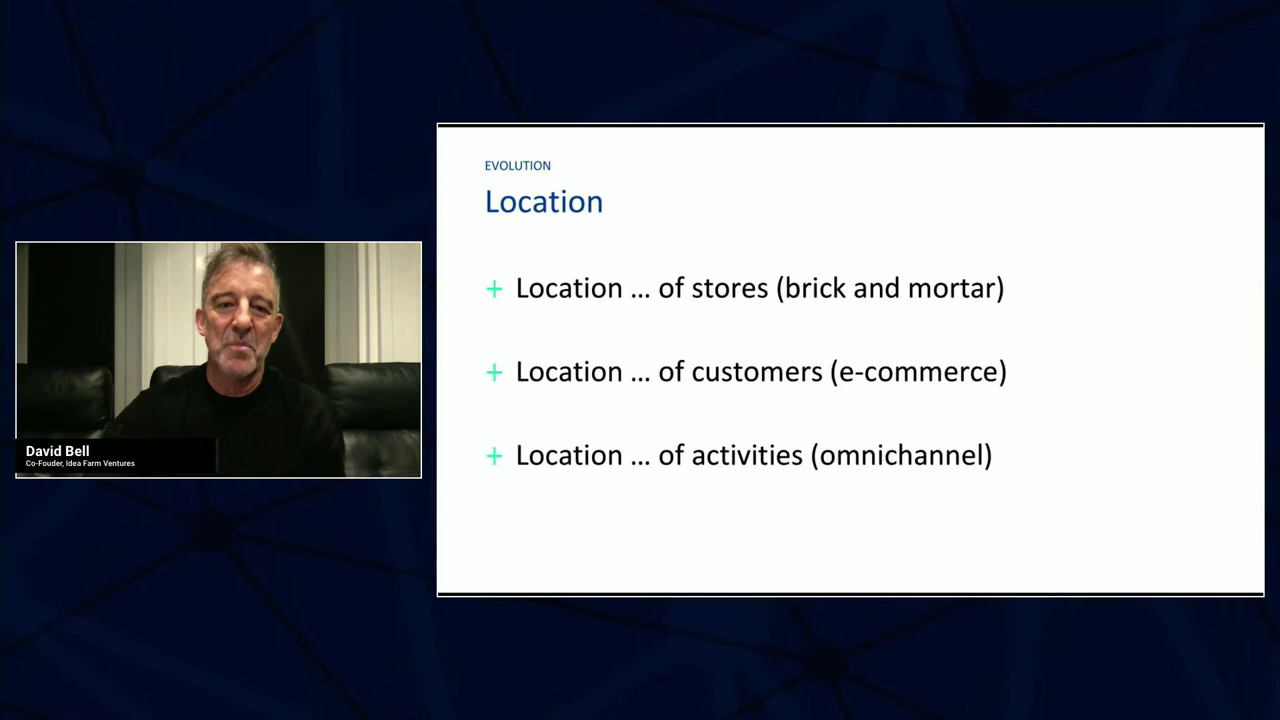 EVOLUTION
Location
+ Location ... of stores (brick and mortar)
+ Location ... of customers (e-commerce)
+ Location ... of activities (omnichannel)
David Bell
Co-Fouder, Idea Farm Ventures